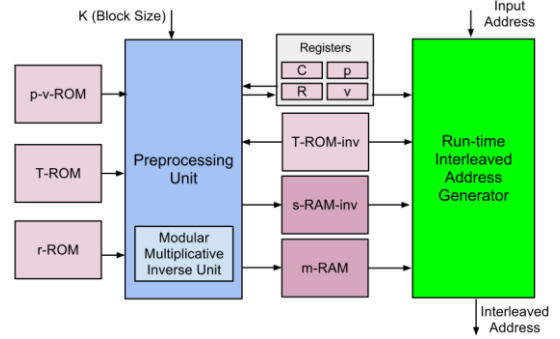 K (Block Size)
Input
Address
p-v-ROM
T-ROM
r-ROM
Preprocessing
Unit
Modular
Multiplicative
Inverse Unit
Registers
C
p
R
v
T-ROM-inv
s-RAM-inv
m-RAM
Run-time
Interleaved
Address
Generator
Interleaved
Address